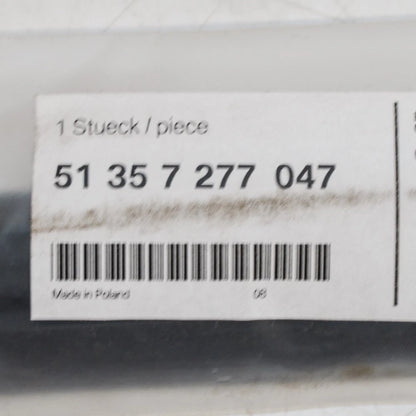 1 Stueck / piece
51 35 7 277 047
Made in Poland 08